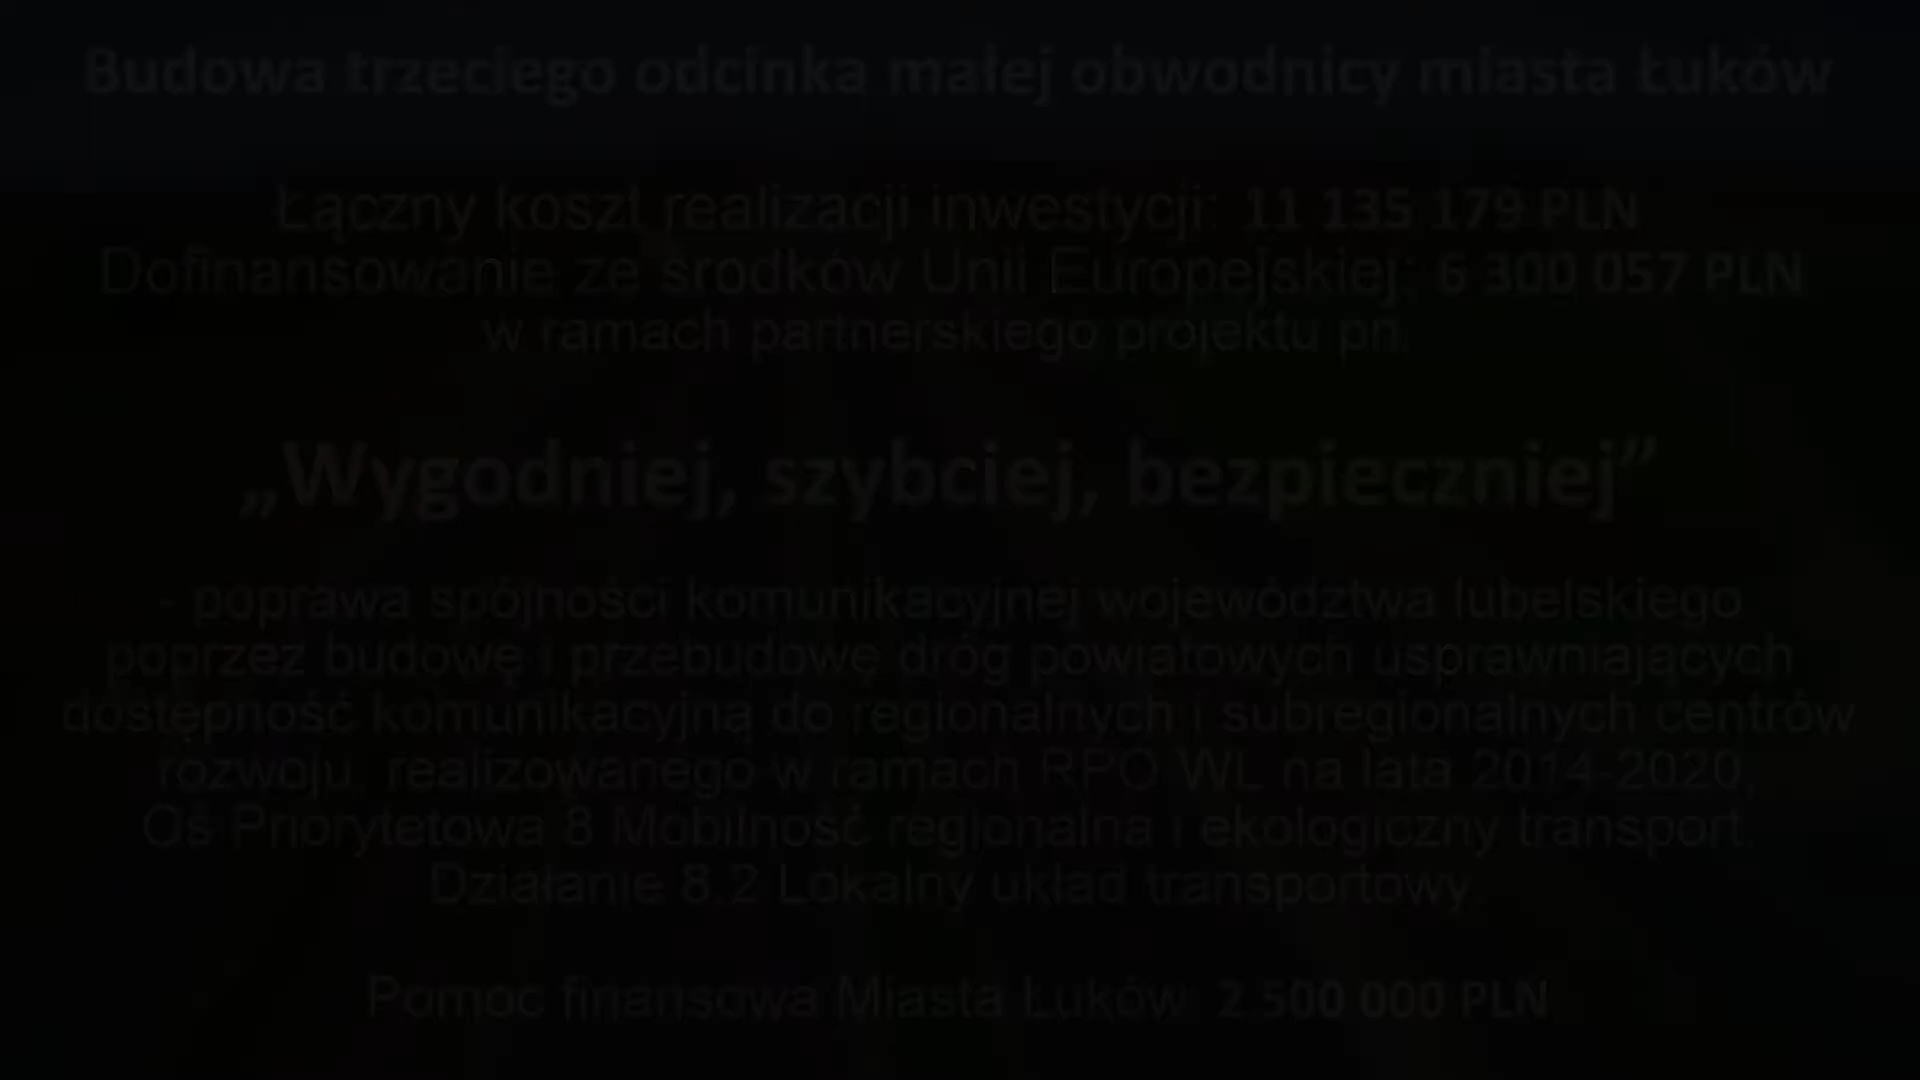 Budowa trzeciego odcinka małej obwodnicy miasta Łuków
Łączny koszt realizacji inwestycji: 11 135 179 PLN
Dofinansowanie ze środków Unii Europejskiej: 6 300 057 PLN
w ramach partnerskiego projektu pn.
„Wygodniej, szybciej, bezpieczniej”
- poprawa spójności komunikacyjnej województwa lubelskiego
poprzez budowę i przebudowę dróg powiatowych usprawniających
dostępność komunikacyjną do regionalnych i subregionalnych centrów
rozwoju, realizowanego w ramach RPO WL na lata 2014-2020,
Oś Priorytetowa 8 Mobilność regionalna i ekologiczny transport.
Działanie 8.2 Lokalny układ transportowy.
Pomoc finansowa Miasta Łuków: 2 500 000 PLN